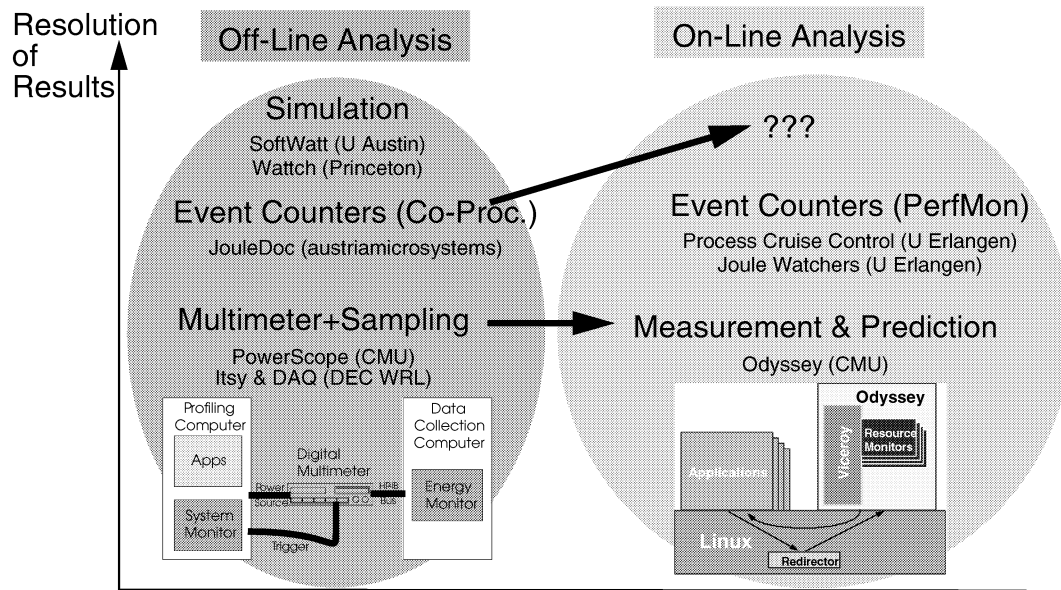 Resolution
of
Results
Off-Line Analysis
On-Line Analysis
Simulation
SoftWatt (U Austin)
Wattch (Princeton)
Event Counters (Co-Proc.)
JouleDoc (austriamicrosystems)
Multimeter+Sampling
PowerScope (CMU)
Itsy & DAQ (DEC WRL)
Profiling
Computer
Apps
System
Monitor
Power
Source
Trigger
Digital
Multimeter
HPIB
Bus
Data
Collection
Computer
Energy
Monitor
???
Event Counters (PerfMon)
Process Cruise Control (U Erlangen)
Joule Watchers (U Erlangen)
Measurement & Prediction
Odyssey (CMU)
Odyssey
Viceroy
Resource
Monitors
Applications
Linux
Redirector